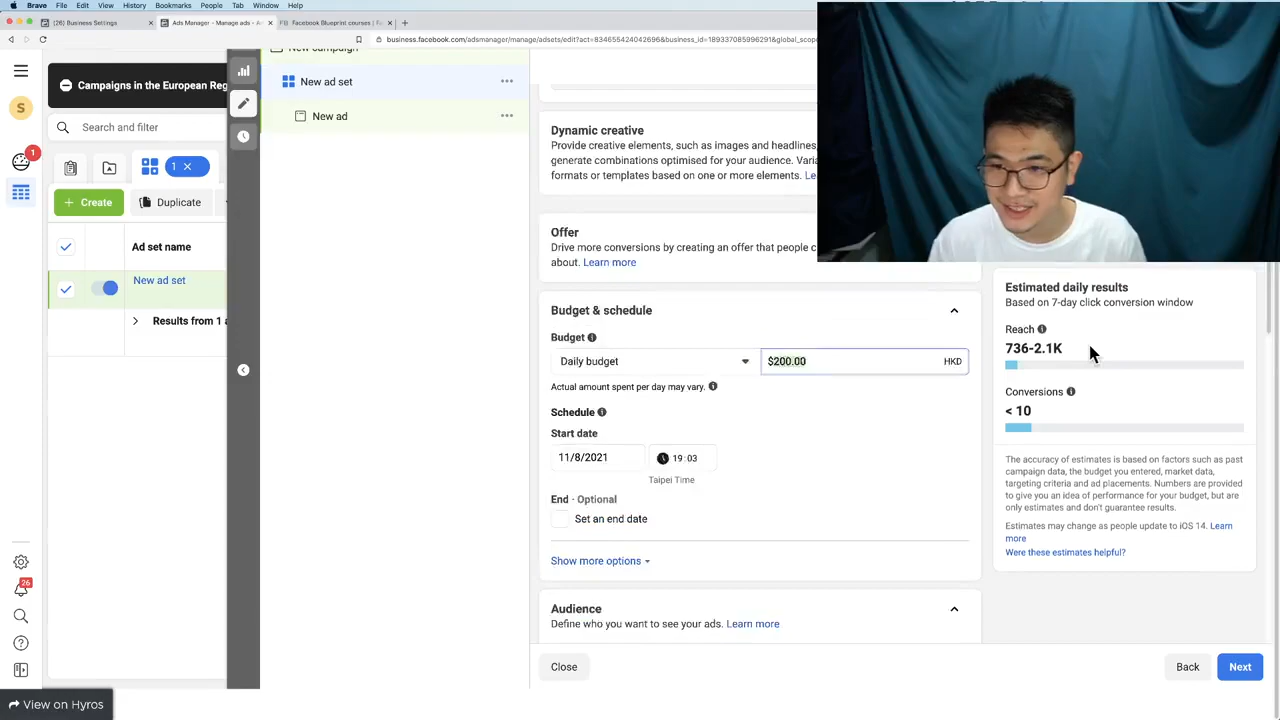 Brave File Edit View History Bookmarks People Tab Window Help
(26) Business Settings
Ads Manager - Manage ads - A
Facebook Blueprint courses | F
business.facebook.com/adsmanager/manage/adsets/edit?act=834655424042696&business_id=189337085996291&global_scop
New campaign
New ad set
New ad
Campaigns in the European Reg
S
Search and filter
1
1
Create
Duplicate
Ad set name
New ad set
Results from 1 a
26
View on Hyros
Dynamic creative
Provide creative elements, such as images and headlines,
generate combinations optimised for your audience. Varia
formats or templates based on one or more elements. Le
Offer
Drive more conversions by creating an offer that people c
about. Learn more
Budget & schedule
Budget
Daily budget
$200.00
HKD
Actual amount spent per day may vary.
Schedule
Start date
11/8/2021
19:03
Taipei Time
End · Optional
Set an end date
Show more options
Audience
Define who you want to see your ads. Learn more
Close
Back
Next
Estimated daily results
Based on 7-day click conversion window
Reach
736-2.1K
Conversions
< 10
The accuracy of estimates is based on factors such as past
campaign data, the budget you entered, market data,
targeting criteria and ad placements. Numbers are provided
to give you an idea of performance for your budget, but are
only estimates and don't guarantee results.
Estimates may change as people update to iOS 14. Learn
more
Were these estimates helpful?